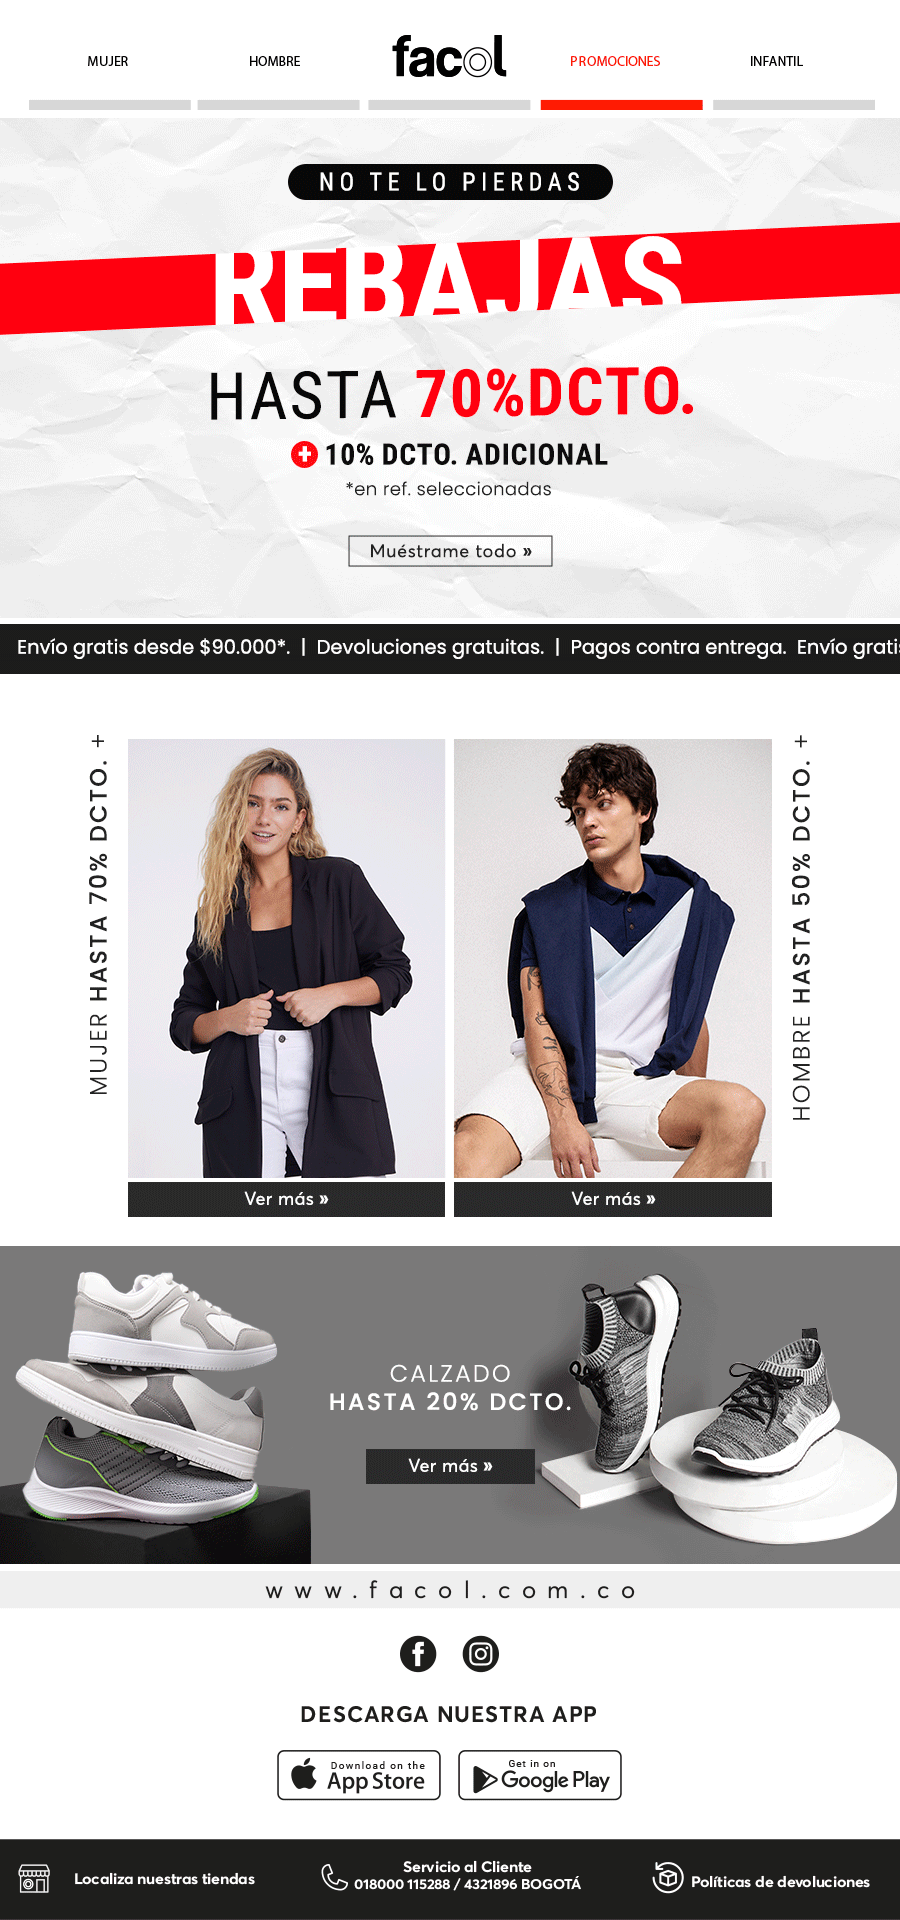 MUJER
HOMBRE
facol
PROMOCIONES
INFANTIL
NO TE LO PIERDAS
REBAJAS
HASTA 70%DCTO.
+ 10% DCTO. ADICIONAL
*en ref. seleccionadas
Muéstrame todo »
Envío gratis desde $90.000*. | Devoluciones gratuitas. | Pagos contra entrega. Envío grati
MUJER HASTA 70% DCTO. +
HOMBRE HASTA 50% DCTO. +
Ver más »
Ver más »
CALZADO
HASTA 20% DCTO.
Ver más »
www.facol.com.co
DESCARGA NUESTRA APP
Download on the
App Store
Get in on
Google Play
Localiza nuestras tiendas
Servicio al Cliente
018000 115288 / 4321896 BOGOTÁ
Políticas de devoluciones